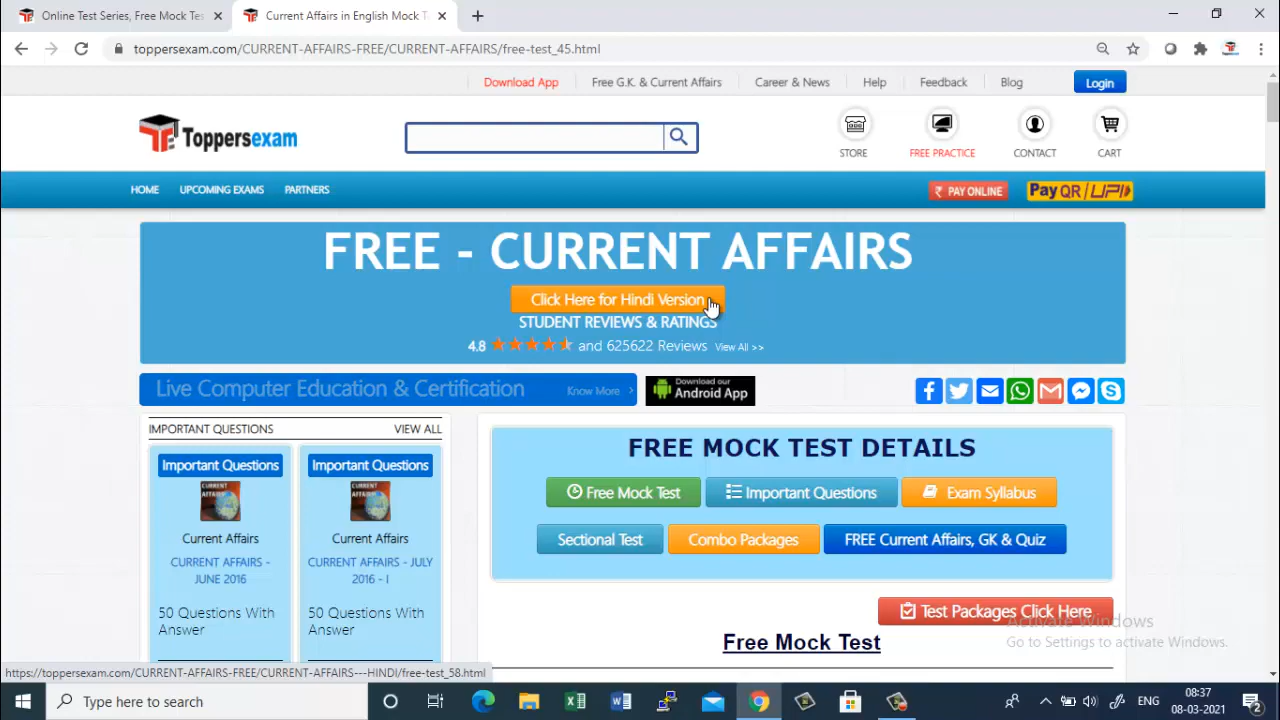 Online Test Series, Free Mock Tes
Current Affairs in English Mock T
toppersexam.com/CURRENT-AFFAIRS-FREE/CURRENT-AFFAIRS/free-test_45.html
Download App
Free G.K. & Current Affairs
Career & News
Help
Feedback
Blog
Login
Toppersexam
STORE
FREE PRACTICE
CONTACT
CART
HOME
UPCOMING EXAMS
PARTNERS
₹ PAY ONLINE
Pay QR / UPI
FREE - CURRENT AFFAIRS
Click Here for Hindi Version
STUDENT REVIEWS & RATINGS
4.8 and 625622 Reviews View All >>
Live Computer Education & Certification Know More >
Download our
Android App
IMPORTANT QUESTIONS
VIEW ALL
Important Questions
CURRENT
AFFAIRS
Current Affairs
CURRENT AFFAIRS -
JUNE 2016
50 Questions With
Answer
Important Questions
CURRENT
AFFAIRS
Current Affairs
CURRENT AFFAIRS - JULY
2016 - I
50 Questions With
Answer
FREE MOCK TEST DETAILS
Free Mock Test
Important Questions
Exam Syllabus
Sectional Test
Combo Packages
FREE Current Affairs, GK & Quiz
Test Packages Click Here
Free Mock Test
Activate Windows
Go to Settings to activate Windows.
https://toppersexam.com/CURRENT-AFFAIRS-FREE/CURRENT-AFFAIRS---HINDI/free-test_58.html
Type here to search
ENG
08:37
08-03-2021
2